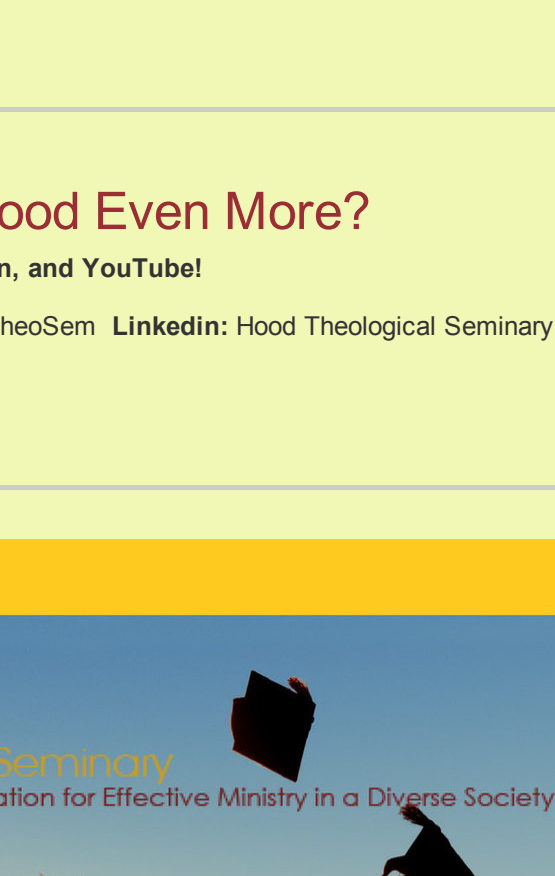 ood Even More?
n, and YouTube!
heoSem Linkedin: Hood Theological Seminary
Seminary
ation for Effective Ministry in a Diverse Society